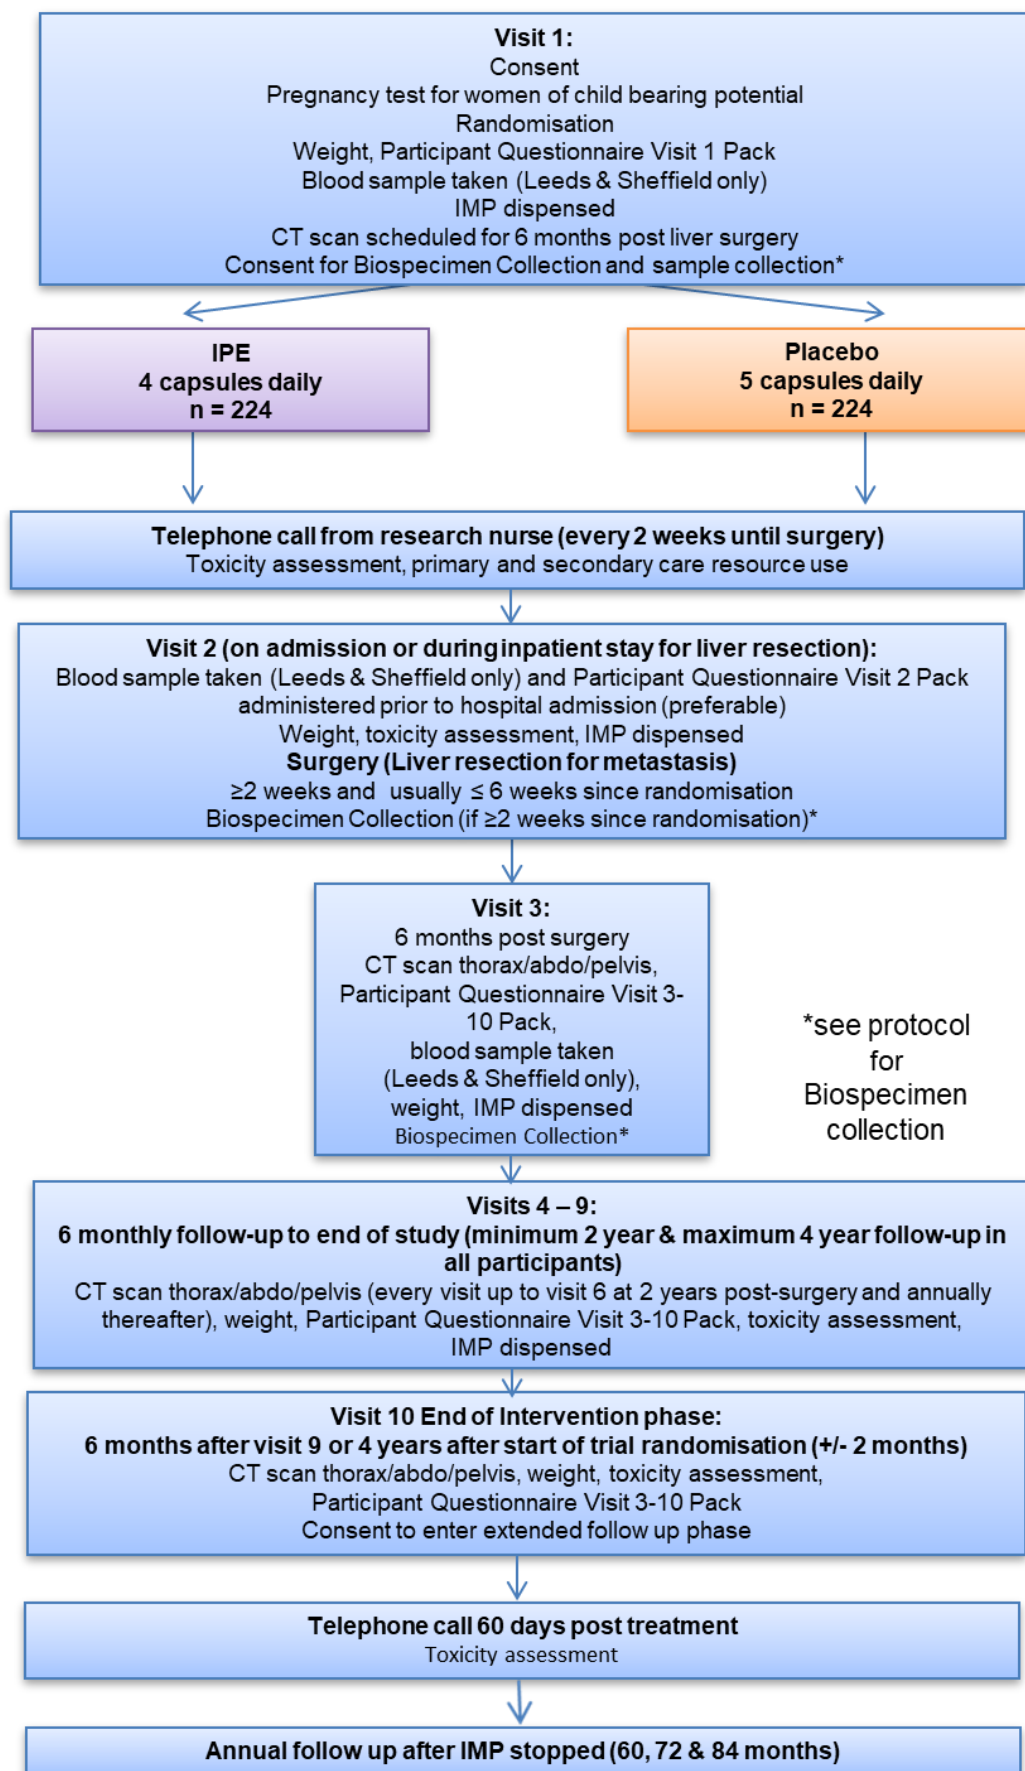 Visit 1:
Consent
Pregnancy test for women of child bearing potential
Randomisation
Weight, Participant Questionnaire Visit 1 Pack
Blood sample taken (Leeds & Sheffield only)
IMP dispensed
CT scan scheduled for 6 months post liver surgery
Consent for Biospecimen Collection and sample collection*
IPE
4 capsules daily
n = 224
Placebo
5 capsules daily
n = 224
Telephone call from research nurse (every 2 weeks until surgery)
Toxicity assessment, primary and secondary care resource use
Visit 2 (on admission or during inpatient stay for liver resection):
Blood sample taken (Leeds & Sheffield only) and Participant Questionnaire Visit 2 Pack
administered prior to hospital admission (preferable)
Weight, toxicity assessment, IMP dispensed
Surgery (Liver resection for metastasis)
≥2 weeks and usually ≤ 6 weeks since randomisation
Biospecimen Collection (if ≥2 weeks since randomisation)*
Visit 3:
6 months post surgery
CT scan thorax/abdo/pelvis,
Participant Questionnaire Visit 3-
10 Pack,
blood sample taken
(Leeds & Sheffield only),
weight, IMP dispensed
Biospecimen Collection*
*see protocol
for
Biospecimen
collection
Visits 4 – 9:
6 monthly follow-up to end of study (minimum 2 year & maximum 4 year follow-up in
all participants)
CT scan thorax/abdo/pelvis (every visit up to visit 6 at 2 years post-surgery and annually
thereafter), weight, Participant Questionnaire Visit 3-10 Pack, toxicity assessment,
IMP dispensed
Visit 10 End of Intervention phase:
6 months after visit 9 or 4 years after start of trial randomisation (+/- 2 months)
CT scan thorax/abdo/pelvis, weight, toxicity assessment,
Participant Questionnaire Visit 3-10 Pack
Consent to enter extended follow up phase
Telephone call 60 days post treatment
Toxicity assessment
Annual follow up after IMP stopped (60, 72 & 84 months)